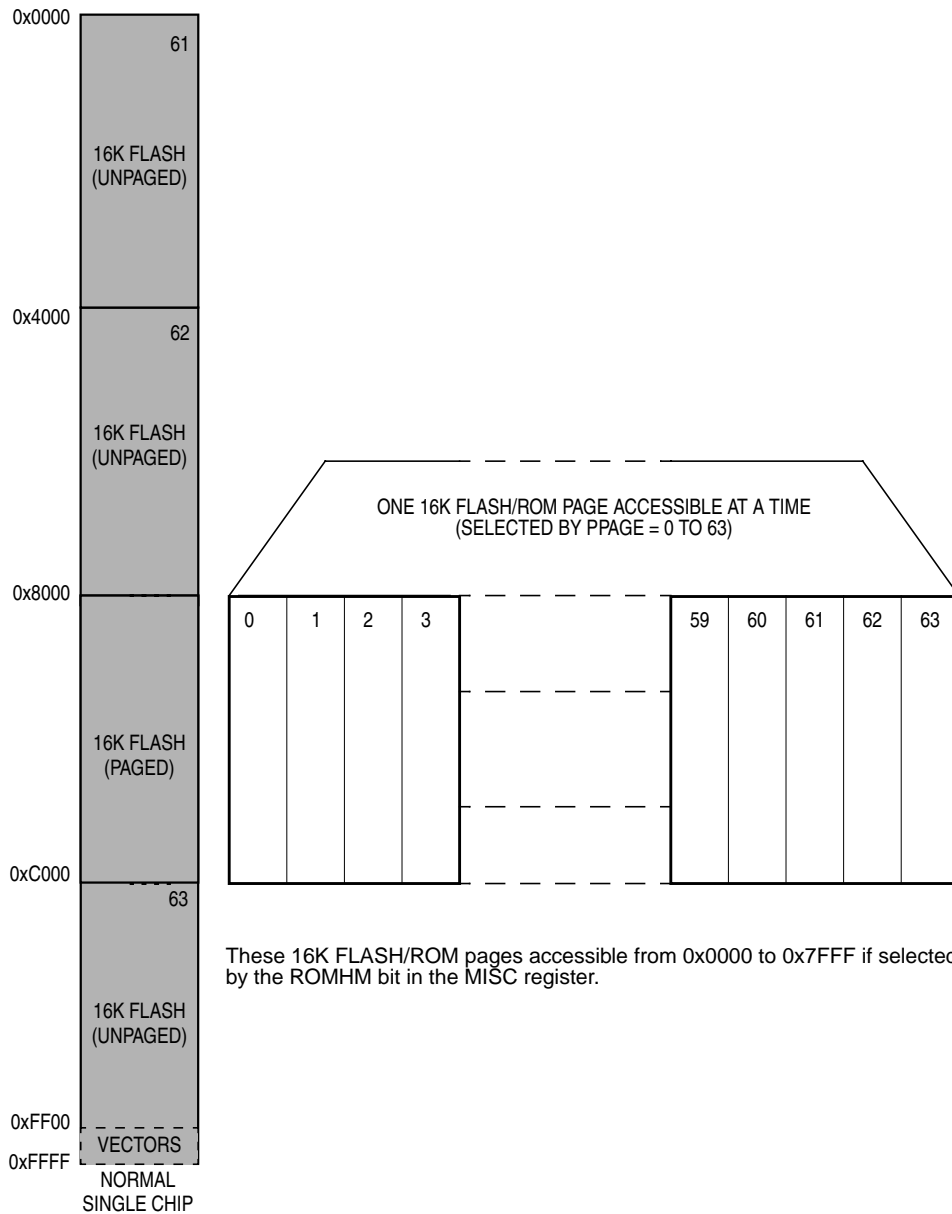 0x0000
61
16K FLASH
(UNPAGED)
0x4000
62
16K FLASH
(UNPAGED)
ONE 16K FLASH/ROM PAGE ACCESSIBLE AT A TIME
(SELECTED BY PPAGE = 0 TO 63)
0x8000
0 1 2 3 59 60 61 62 63
16K FLASH
(PAGED)
0xC000
63
These 16K FLASH/ROM pages accessible from 0x0000 to 0x7FFF if selected
by the ROMHM bit in the MISC register.
16K FLASH
(UNPAGED)
0xFF00
VECTORS
0xFFFF
NORMAL
SINGLE CHIP